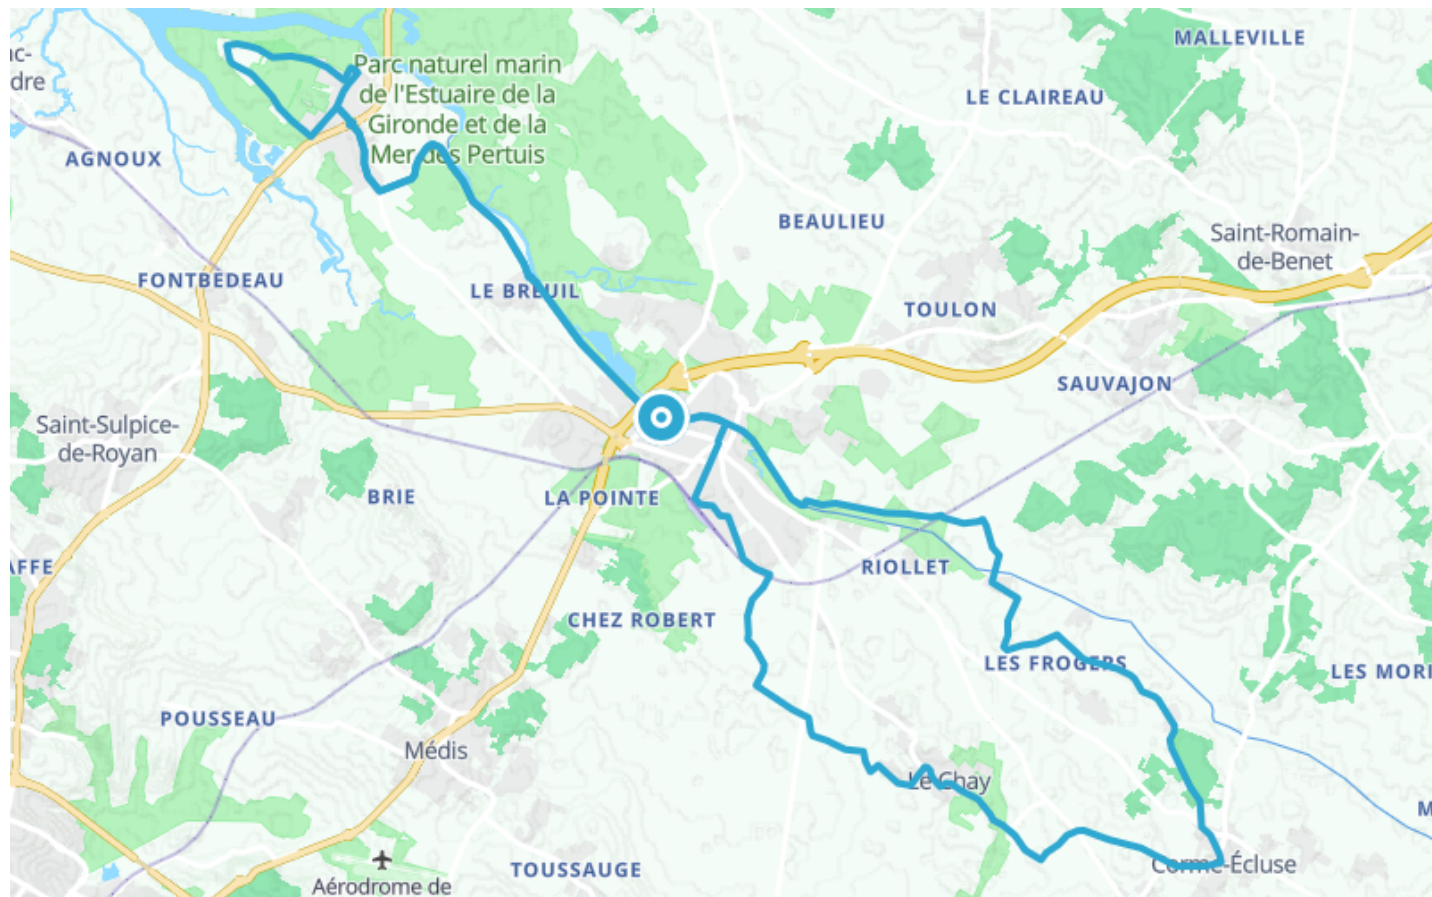 MALLEVILLE
c-
dre
Parc naturel marin
de l'Estuaire de la
Gironde et de la
Mer des Pertuis
LE CLAIREAU
AGNOUX
BEAULIEU
Saint-Romain-
de-Benet
FONTBEDEAU
LE BREUIL
TOULON
SAUVAJON
Saint-Sulpice-
de-Royan
BRIE
LA POINTE
AFFE
RIOLLET
CHEZ ROBERT
LES FROGERS
LES MORI
POUSSEAU
Médis
Le Chay
M
Corme-Écluse
TOUSSAUGE
Aérodrome de